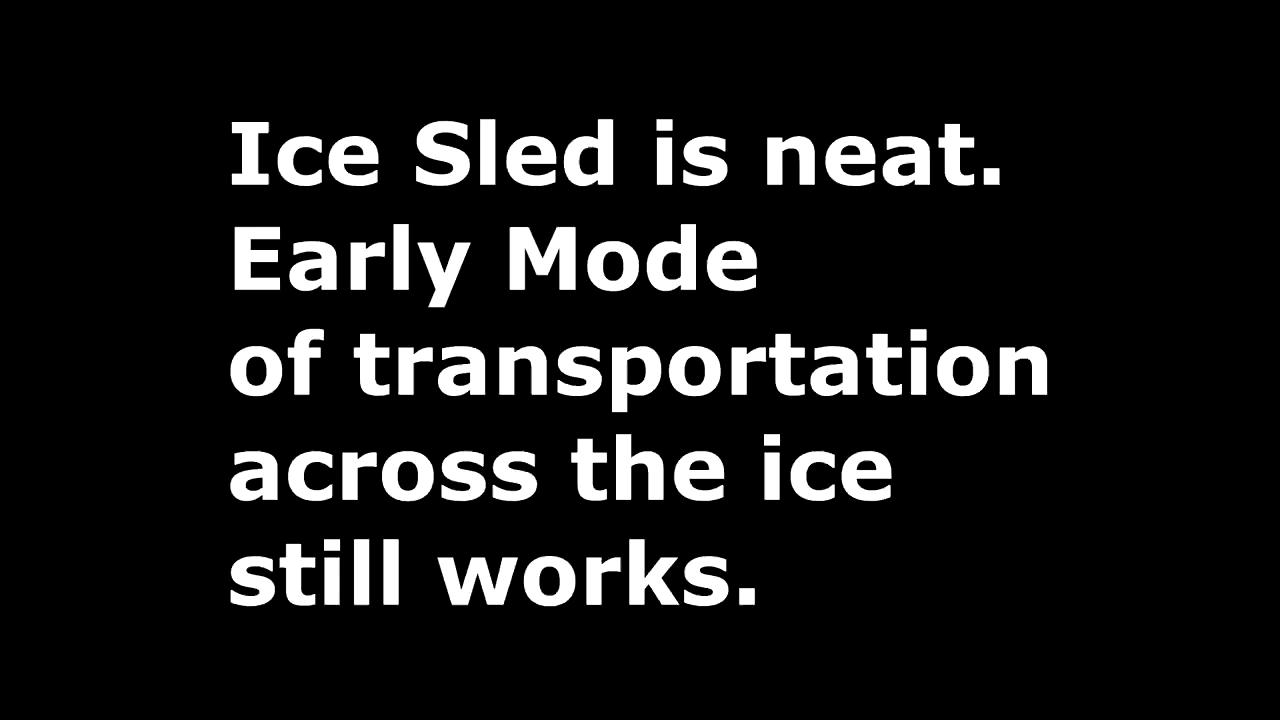 Ice Sled is neat.
Early Mode
of transportation
across the ice
still works.